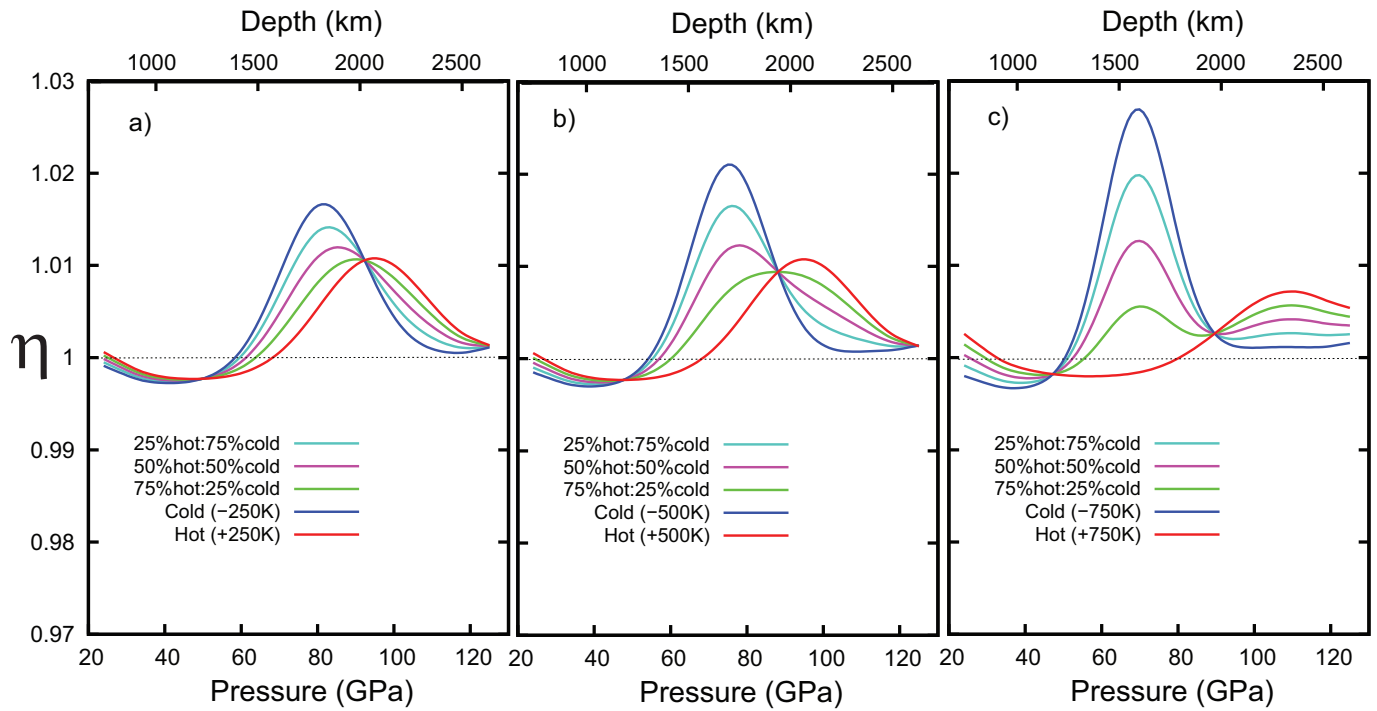 Depth (km) Depth (km) Depth (km)
1000 1500 2000 2500 1000 1500 2000 2500 1000 1500 2000 2500
1.03
a) b) c)
1.02
1.01
η 1
0.99
25%hot:75%cold 25%hot:75%cold 25%hot:75%cold
50%hot:50%cold 50%hot:50%cold 50%hot:50%cold
75%hot:25%cold 75%hot:25%cold 75%hot:25%cold
Cold (−250K) Cold (−500K) Cold (−750K)
Hot (+250K) Hot (+500K) Hot (+750K)
0.98
0.97
20 40 60 80 100 120 20 40 60 80 100 120 20 40 60 80 100 120
Pressure (GPa) Pressure (GPa) Pressure (GPa)